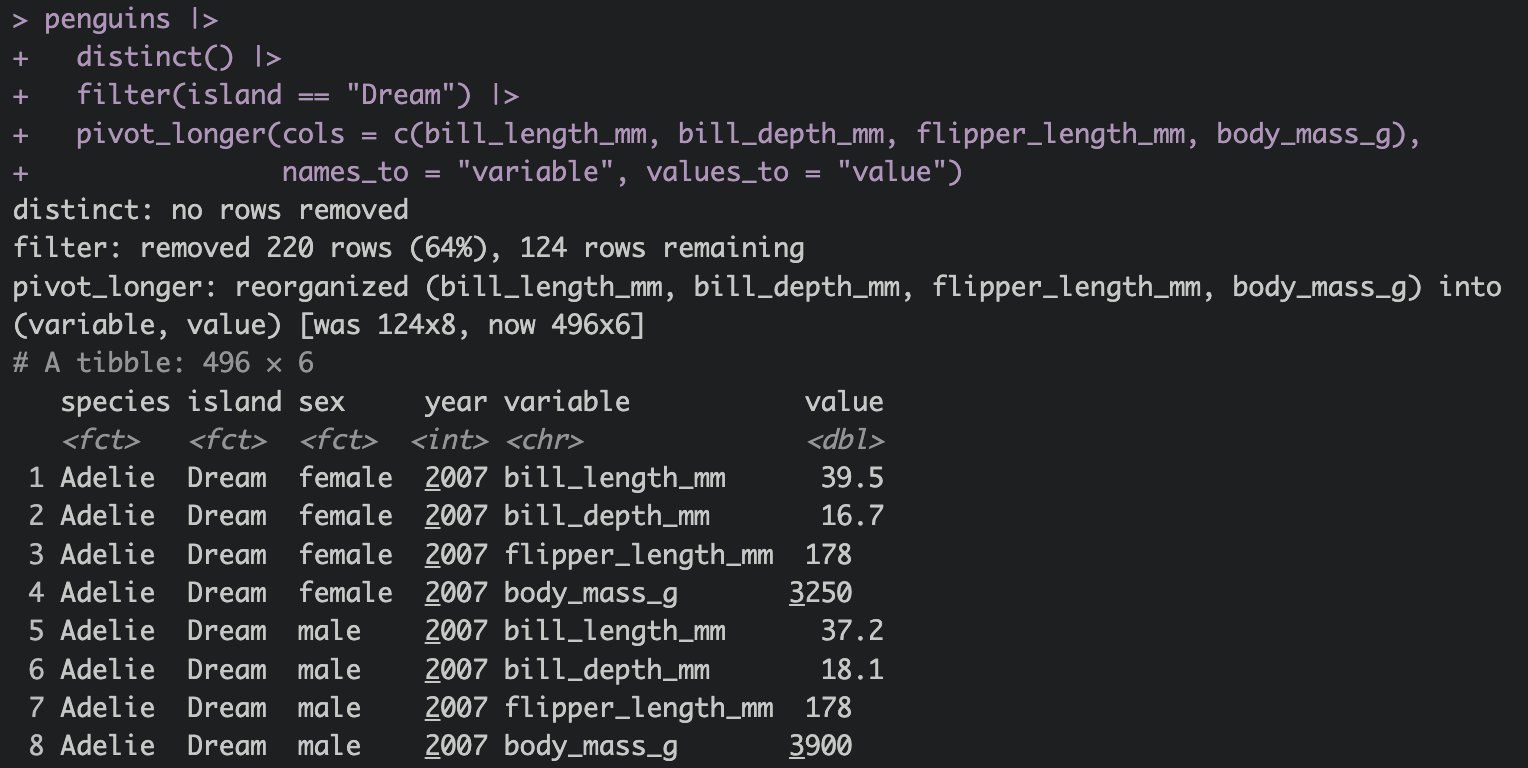 > penguins |>
+   distinct() |>
+   filter(island == "Dream") |>
+   pivot_longer(cols = c(bill_length_mm, bill_depth_mm, flipper_length_mm, body_mass_g),
+                names_to = "variable", values_to = "value")
distinct: no rows removed
filter: removed 220 rows (64%), 124 rows remaining
pivot_longer: reorganized (bill_length_mm, bill_depth_mm, flipper_length_mm, body_mass_g) into
(variable, value) [was 124x8, now 496x6]
# A tibble: 496 × 6
   species island sex     year variable          value
   <fct>   <fct>  <fct>  <int> <chr>             <dbl>
 1 Adelie  Dream  female  2007 bill_length_mm     39.5
 2 Adelie  Dream  female  2007 bill_depth_mm      16.7
 3 Adelie  Dream  female  2007 flipper_length_mm 178
 4 Adelie  Dream  female  2007 body_mass_g      3250
 5 Adelie  Dream  male    2007 bill_length_mm     37.2
 6 Adelie  Dream  male    2007 bill_depth_mm      18.1
 7 Adelie  Dream  male    2007 flipper_length_mm 178
 8 Adelie  Dream  male    2007 body_mass_g      3900